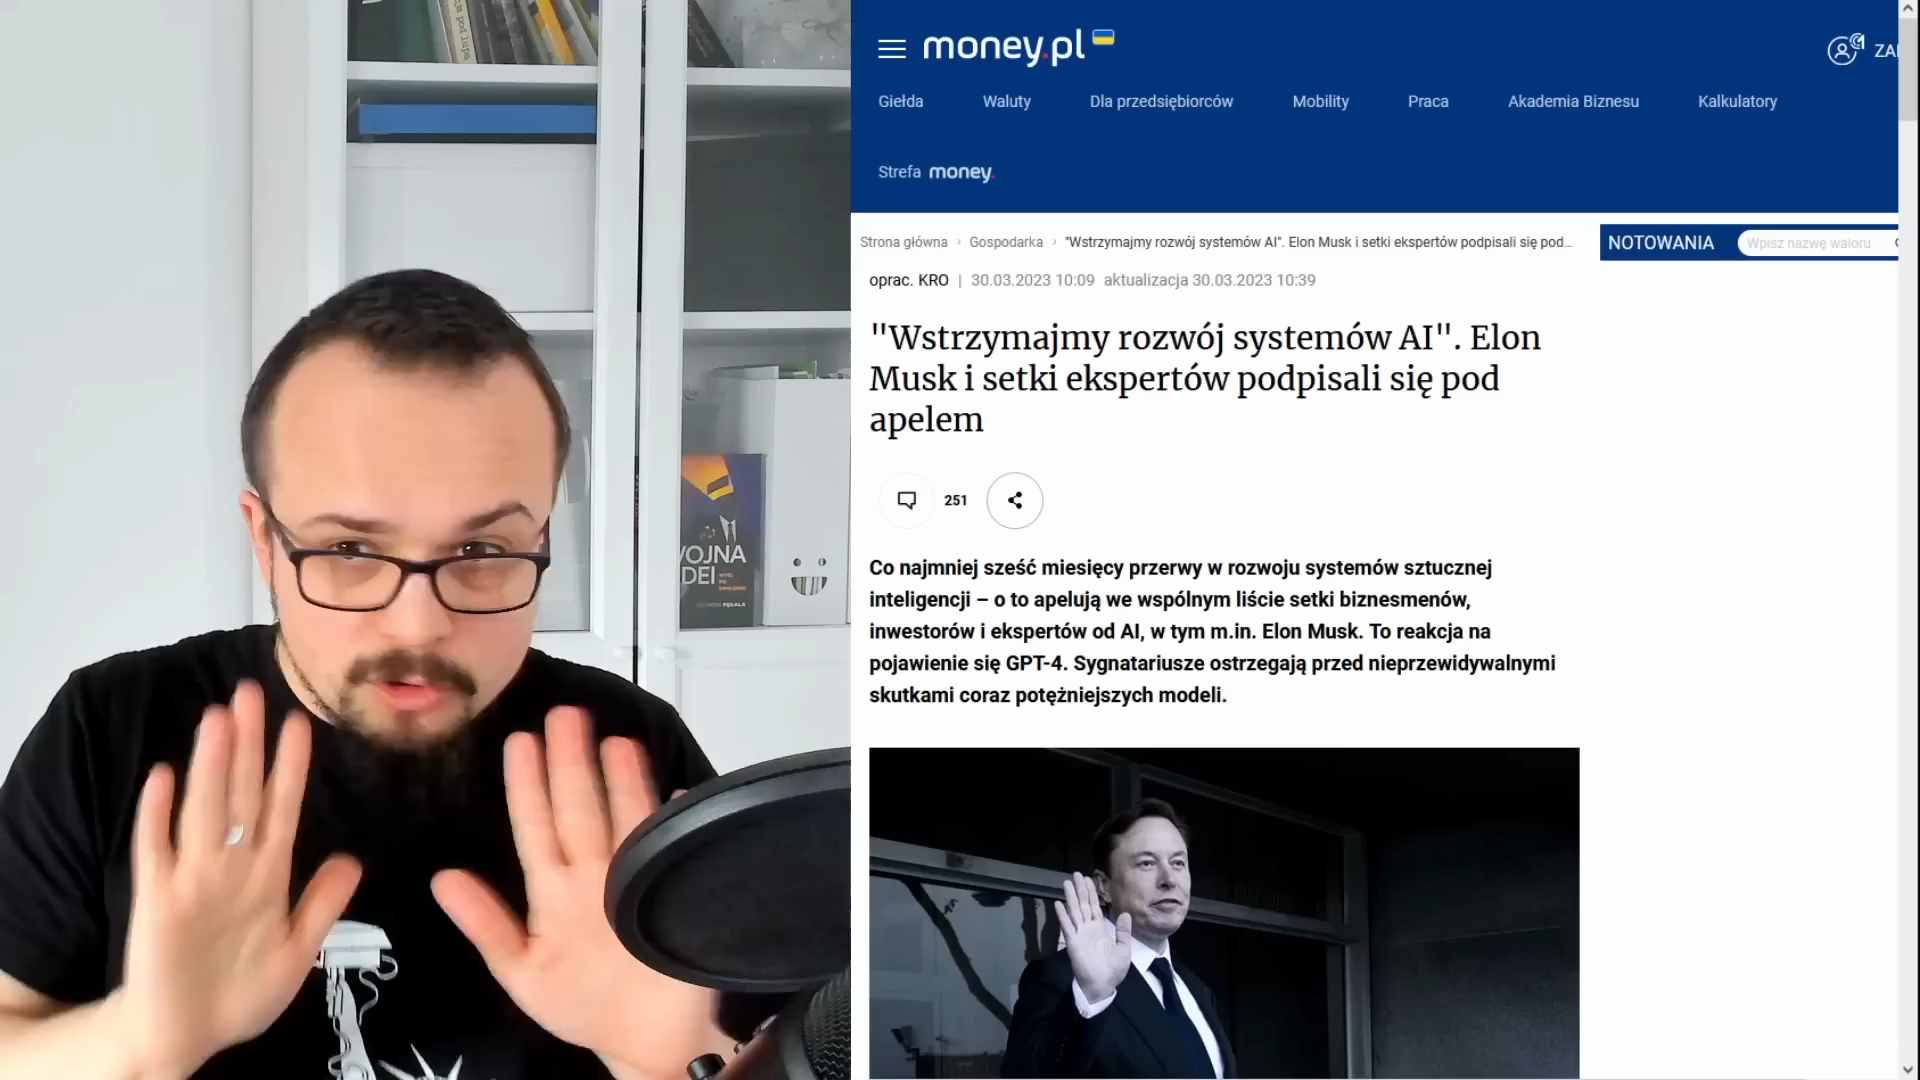 money.pl
ZA
Giełda Waluty Dla przedsiębiorców Mobility Praca Akademia Biznesu Kalkulatory
Strefa money.
Strona główna › Gospodarka › "Wstrzymajmy rozwój systemów AI". Elon Musk i setki ekspertów podpisali się pod...
NOTOWANIA Wpisz nazwę waloru
oprac. KRO | 30.03.2023 10:09 aktualizacja 30.03.2023 10:39
"Wstrzymajmy rozwój systemów AI". Elon
Musk i setki ekspertów podpisali się pod
apelem
251
Co najmniej sześć miesięcy przerwy w rozwoju systemów sztucznej
inteligencji – o to apelują we wspólnym liście setki biznesmenów,
inwestorów i ekspertów od AI, w tym m.in. Elon Musk. To reakcja na
pojawienie się GPT-4. Sygnatariusze ostrzegają przed nieprzewidywalnymi
skutkami coraz potężniejszych modeli.
WOJNA
IDEI